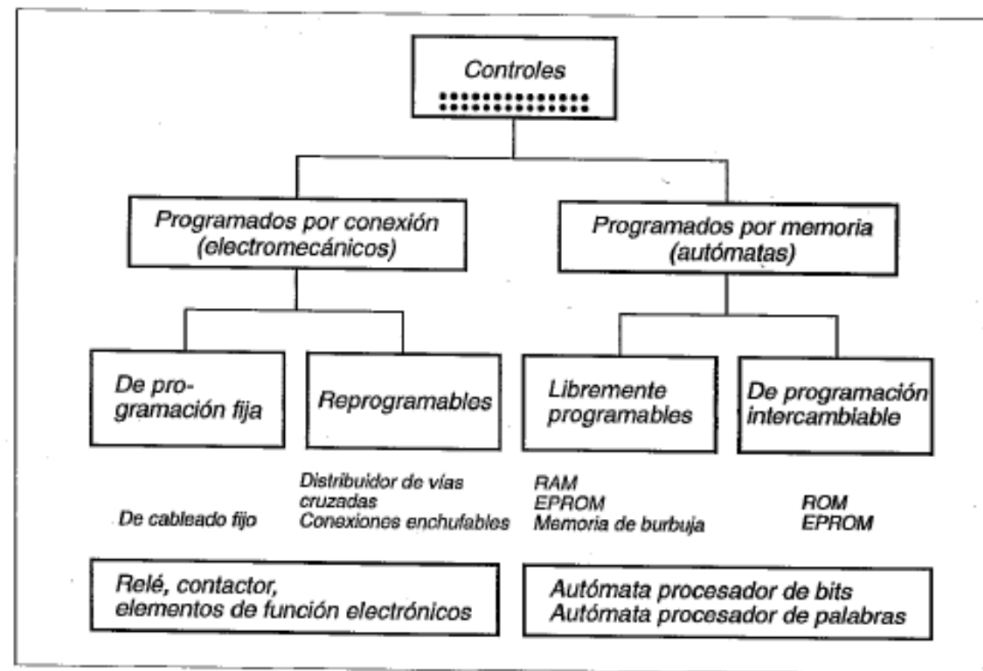 Controles
Programados por conexión
(electromecánicos)
Programados por memoria
(autómatas)
De pro-
gramación fija
Reprogramables
Libremente
programables
De programación
intercambiable
De cableado fijo
Distribuidor de vías
cruzadas
Conexiones enchufables
RAM
EPROM
Memoria de burbuja
ROM
EPROM
Relé, contactor,
elementos de función electrónicos
Autómata procesador de bits
Autómata procesador de palabras